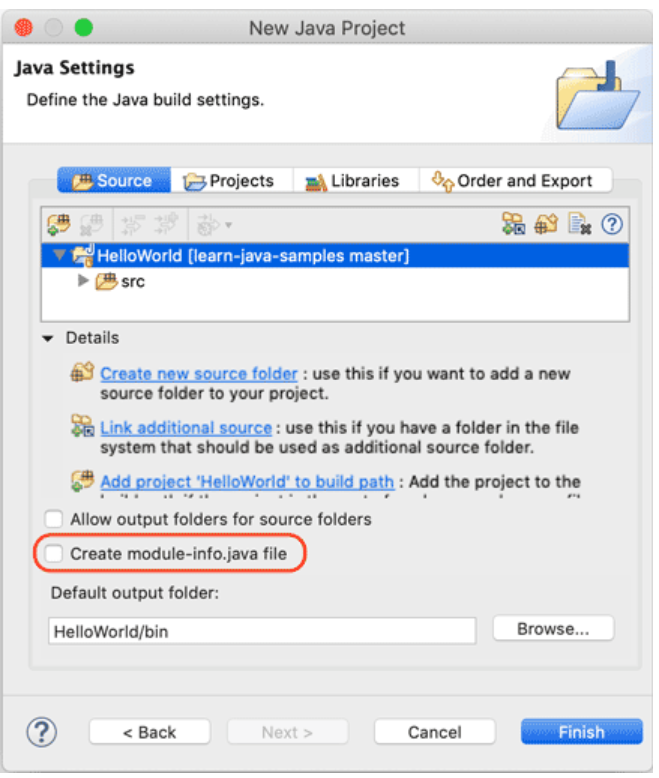 New Java Project
Java Settings
Define the Java build settings.
Source Projects Libraries Order and Export
HelloWorld [learn-java-samples master]
src
Details
Create new source folder : use this if you want to add a new
source folder to your project.
Link additional source : use this if you have a folder in the file
system that should be used as additional source folder.
Add project 'HelloWorld' to build path : Add the project to the
Allow output folders for source folders
Create module-info.java file
Default output folder:
HelloWorld/bin
Browse...
? < Back Next > Cancel Finish